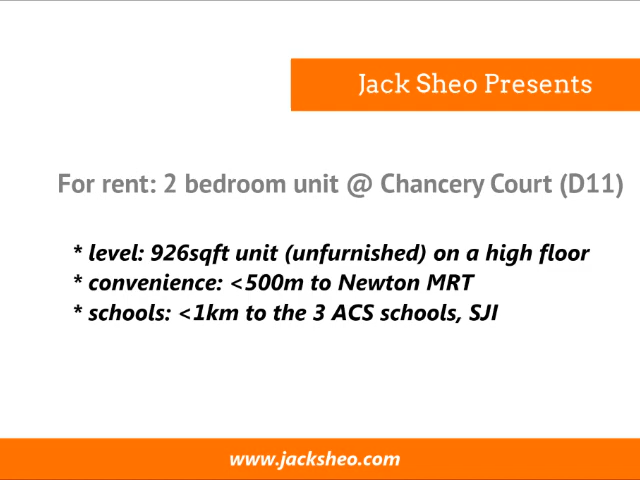 Jack Sheo Presents
For rent: 2 bedroom unit @ Chancery Court (D11)
* level: 926sqft unit (unfurnished) on a high floor
* convenience: <500m to Newton MRT
* schools: <1km to the 3 ACS schools, SJI
www.jacksheo.com